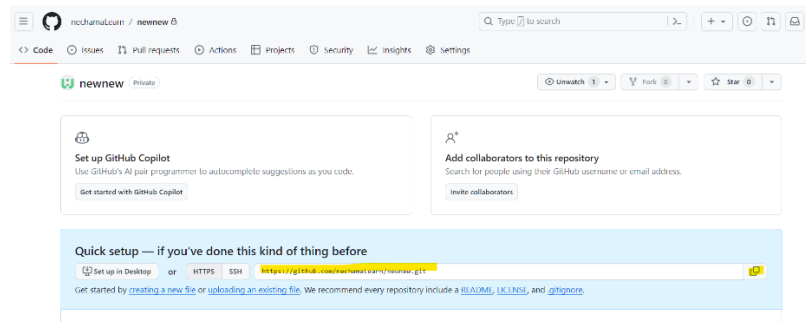 nechamaLearn / newnew
Type / to search
Code Issues Pull requests Actions Projects Security Insights Settings
newnew Private
Unwatch 1 Fork 0 Star 0
Set up GitHub Copilot
Use GitHub's AI pair programmer to autocomplete suggestions as you code.
Get started with GitHub Copilot
Add collaborators to this repository
Search for people using their GitHub username or email address.
Invite collaborators
Quick setup — if you've done this kind of thing before
Set up in Desktop or HTTPS SSH https://github.com/nechamaLearn/newnew.git
Get started by creating a new file or uploading an existing file. We recommend every repository include a README, LICENSE, and .gitignore.